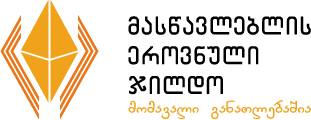 მასწავლებლის
ეროვნული
ჯილდო
მომავალი განათლებაშია